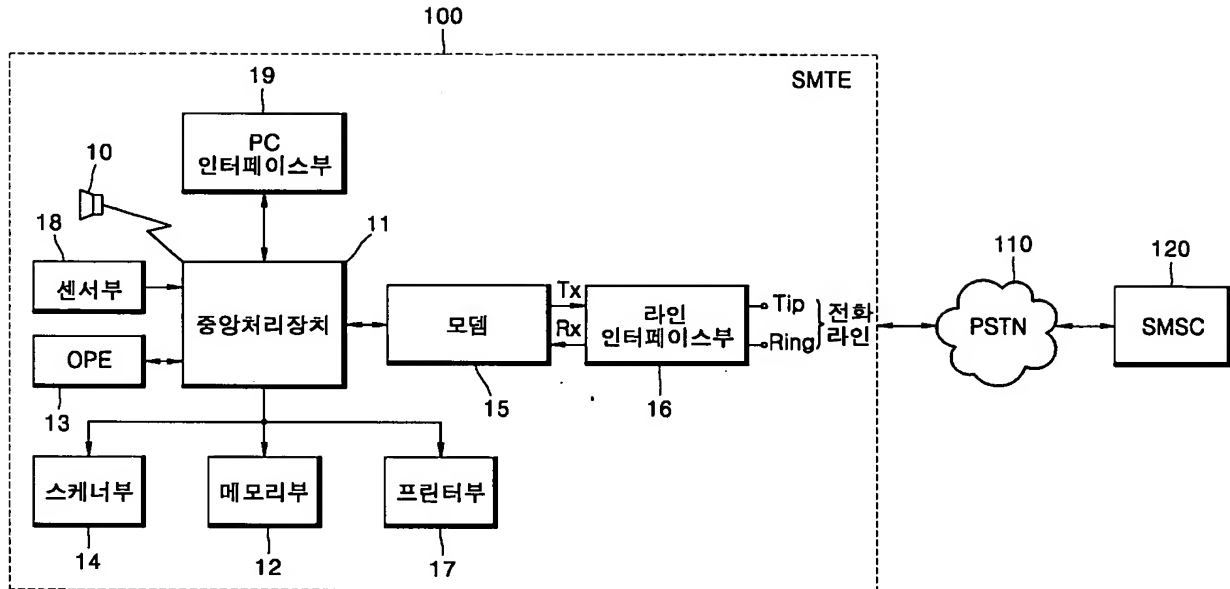 100
SMTE
19
PC
인터페이스부
10
18
센서부
11
중앙처리장치
OPE
13
모뎀
15
Tx
Rx
라인
인터페이스부
16
Tip
Ring
전화
라인
110
PSTN
120
SMSC
스케너부
14
메모리부
12
프린터부
17